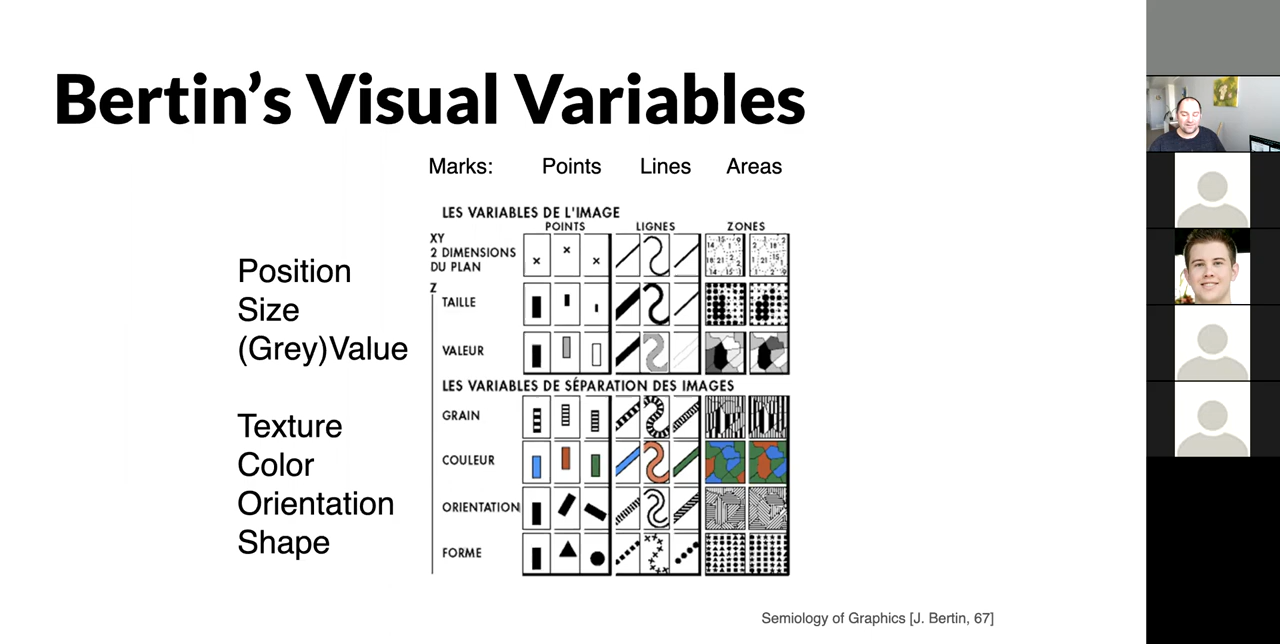 Bertin’s Visual Variables
Marks: Points Lines Areas
LES VARIABLES DE L'IMAGE
POINTS LIGNES ZONES
XY
2 DIMENSIONS
DU PLAN
Z
TAILLE
VALEUR
LES VARIABLES DE SÉPARATION DES IMAGES
GRAIN
COULEUR
ORIENTATION
FORME
Position
Size
(Grey)Value
Texture
Color
Orientation
Shape
Semiology of Graphics [J. Bertin, 67]